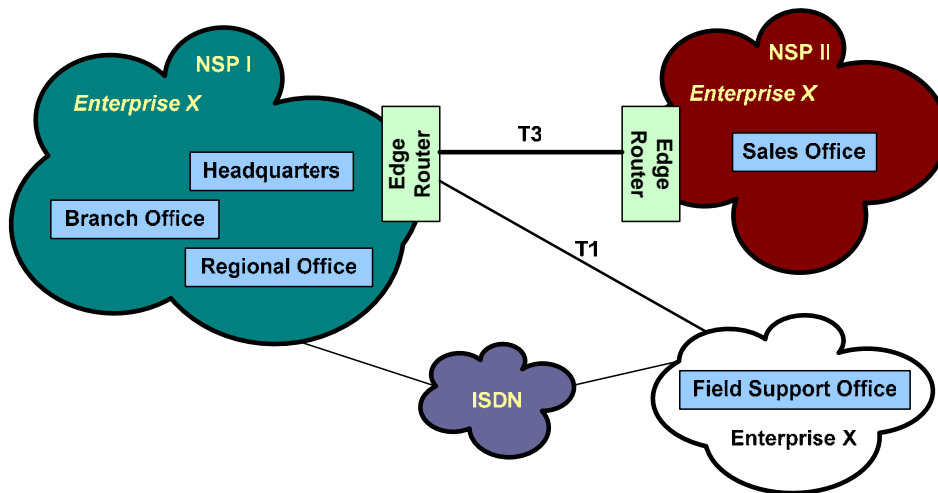 NSP I
Enterprise X
Headquarters
Branch Office
Regional Office
Edge
Router
T3
T1
Edge
Router
NSP II
Enterprise X
Sales Office
ISDN
Field Support Office
Enterprise X